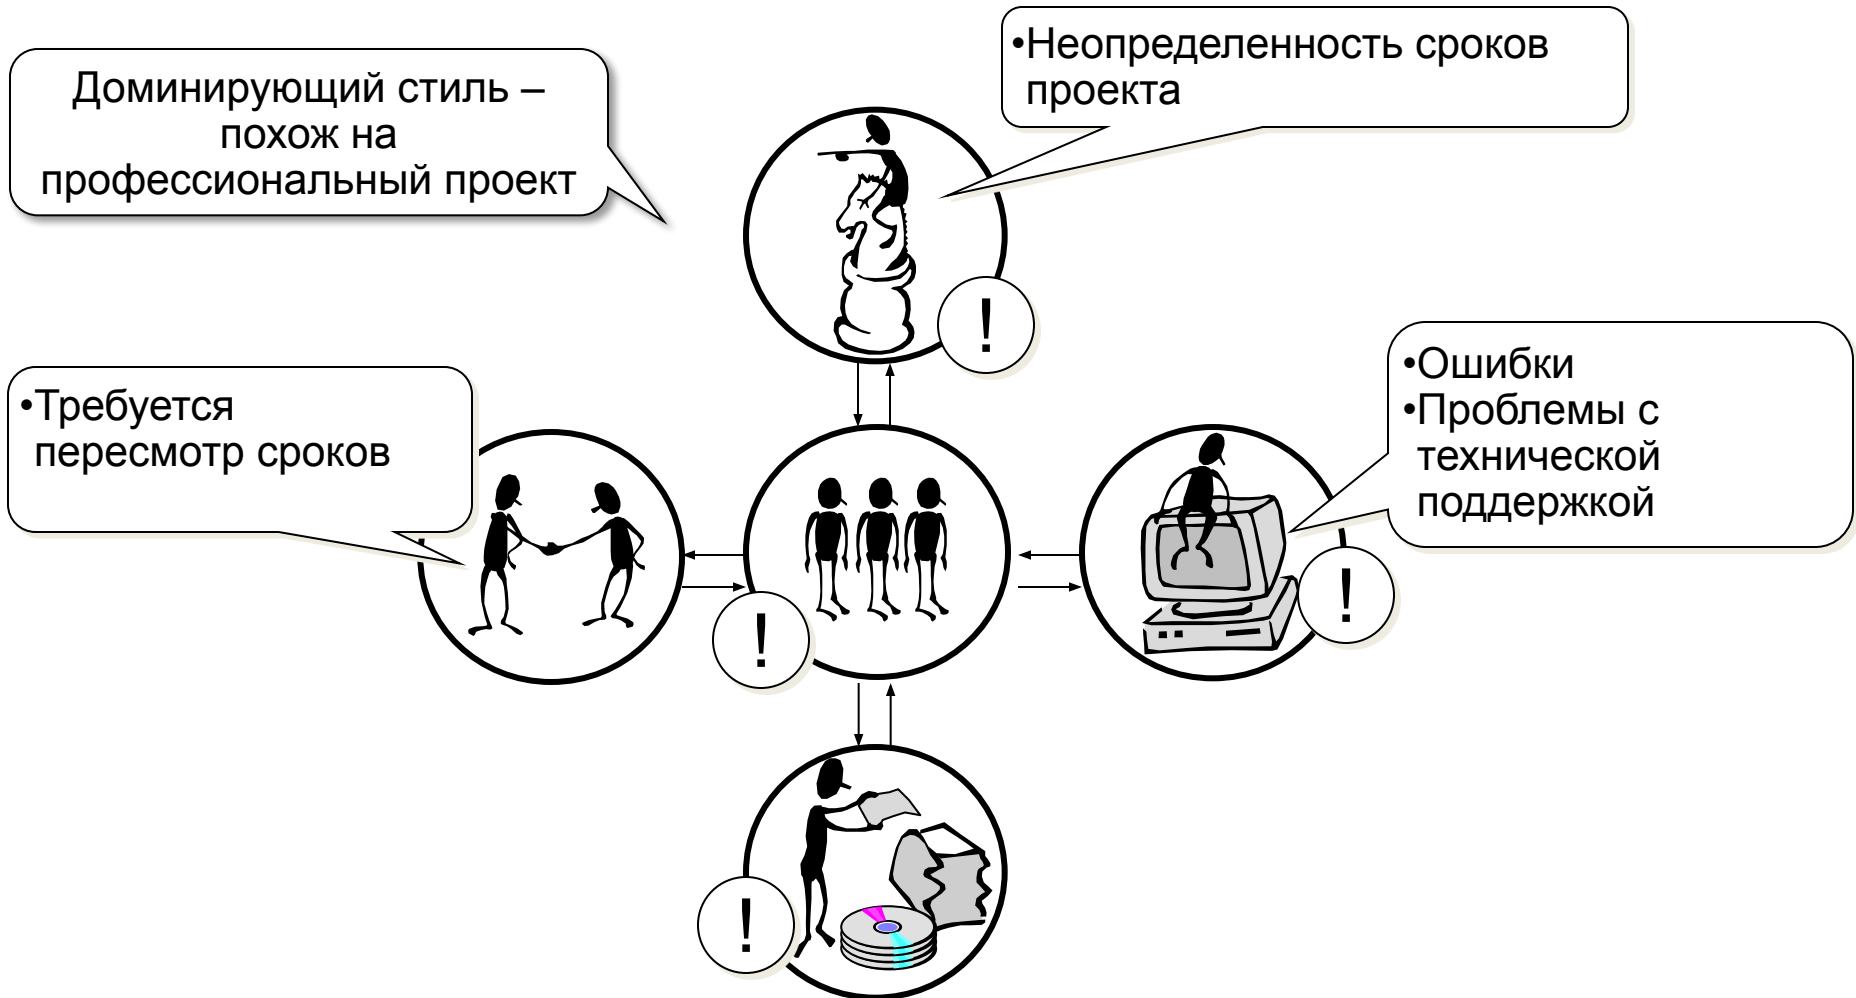 Доминирующий стиль –
похож на
профессиональный проект
•Неопределенность сроков
проекта
!
•Требуется
пересмотр сроков
•Ошибки
•Проблемы с
технической
поддержкой
!
!
!